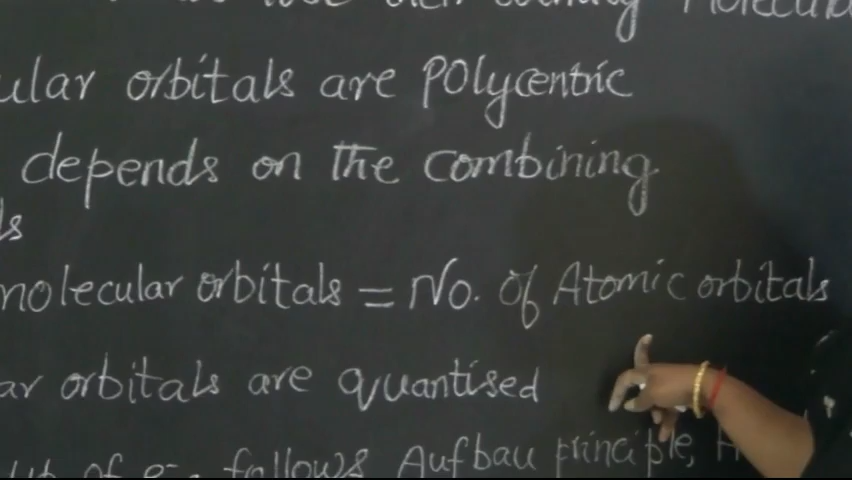 ular orbitals are polycentric
depends on the combining
ls
molecular orbitals = No. of Atomic orbitals
ar orbitals are quantised
of e-. follows Aufbau principle, H